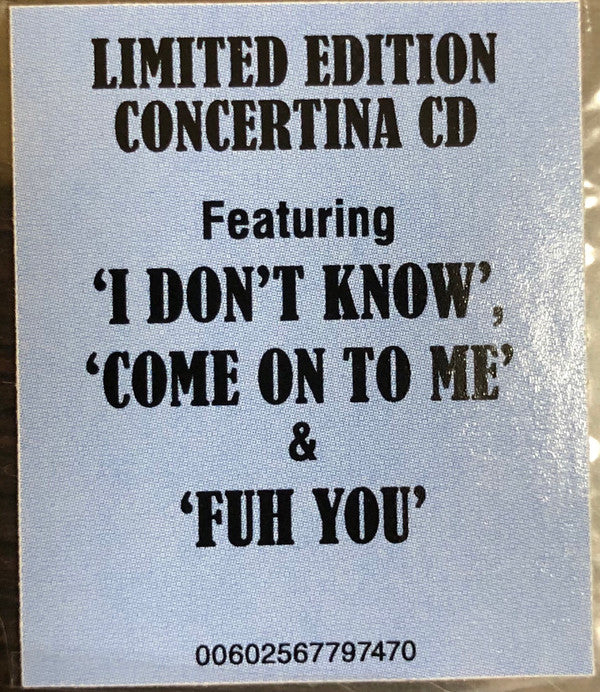 LIMITED EDITION
CONCERTINA CD
Featuring
‘I DON’T KNOW’,
‘COME ON TO ME’
&
‘FUH YOU’
00602567797470